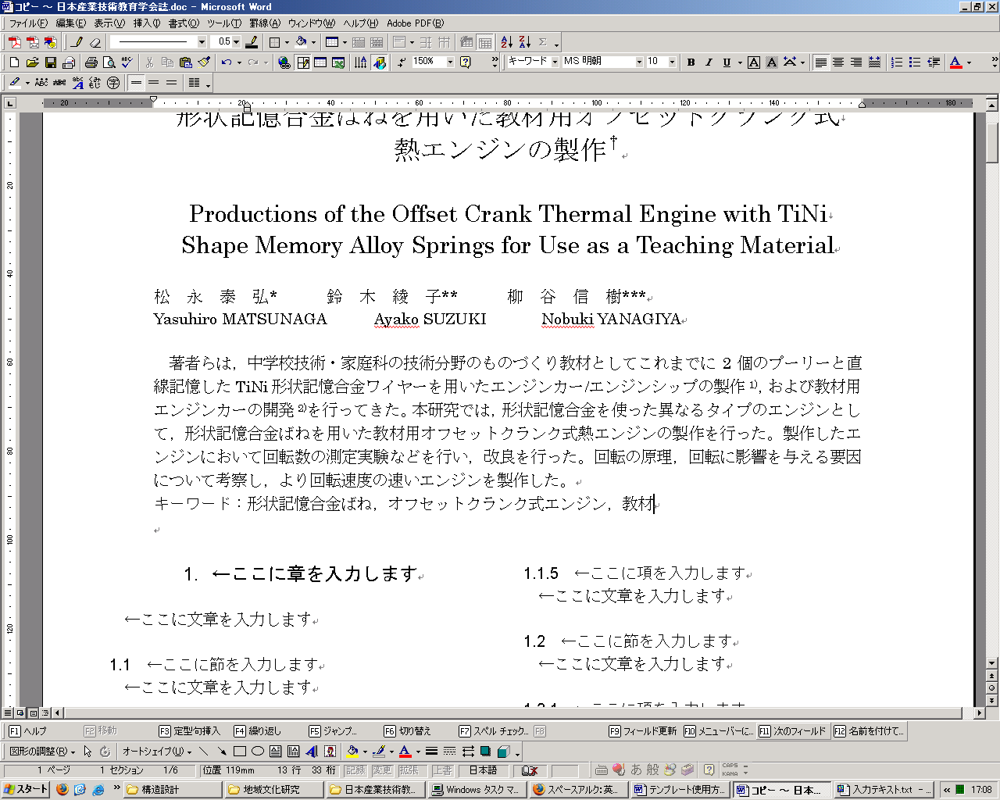 コピー ～ 日本産業技術教育学会誌.doc - Microsoft Word
ファイル(F) 編集(E) 表示(V) 挿入(I) 書式(O) ツール(T) 罫線(A) ウィンドウ(W) ヘルプ(H) Adobe PDF(B)
0.5
150% キーワード MS 明朝 10 B I U A A A
20 20 40 60 80 100 120 140 180
形状記憶合金ばねを用いた教材用オフセットクランク式
熱エンジンの製作†
Productions of the Offset Crank Thermal Engine with TiNi
Shape Memory Alloy Springs for Use as a Teaching Material
松 永 泰 弘* 鈴 木 綾 子** 柳 谷 信 樹***
Yasuhiro MATSUNAGA Ayako SUZUKI Nobuki YANAGIYA
著者らは，中学校技術・家庭科の技術分野のものづくり教材としてこれまでに 2 個のプーリーと直
線記憶した TiNi 形状記憶合金ワイヤーを用いたエンジンカー/エンジンシップの製作 1)，および教材用
エンジンカーの開発 2)を行ってきた。本研究では，形状記憶合金を使った異なるタイプのエンジンとし
て，形状記憶合金ばねを用いた教材用オフセットクランク式熱エンジンの製作を行った。製作したエ
ンジンにおいて回転数の測定実験などを行い，改良を行った。回転の原理，回転に影響を与える要因
について考察し，より回転速度の速いエンジンを製作した。
キーワード：形状記憶合金ばね，オフセットクランク式エンジン，教材
1. ←ここに章を入力します
←ここに文章を入力します
1.1 ←ここに節を入力します
←ここに文章を入力します
1.1.5 ←ここに項を入力します
←ここに文章を入力します
1.2 ←ここに節を入力します
←ここに文章を入力します
1.2.1 ←ここに項を入力します
F1 ヘルプ F2 移動 F3 定型句挿入 F4 繰り返し F5 ジャンプ... F6 切り替え F7 スペル チェック... F8 F9 フィールド更新 F10 メニューバーに... F11 次のフィールド F12 名前を付けて...
図形の調整(R) オートシェイプ(U)
1 ページ 1 セクション 1/6 位置 119mm 13 行 33 桁 記録 変更 拡張 上書 日本語 あ 般 CAPS KANA
スタート 構造設計 地域文化研究 日本産業技術教... Windows タスク マ... スペースアルク: 英... テンプレート使用方... コピー ～ 日本... 入力テキスト.txt - ... 17:08